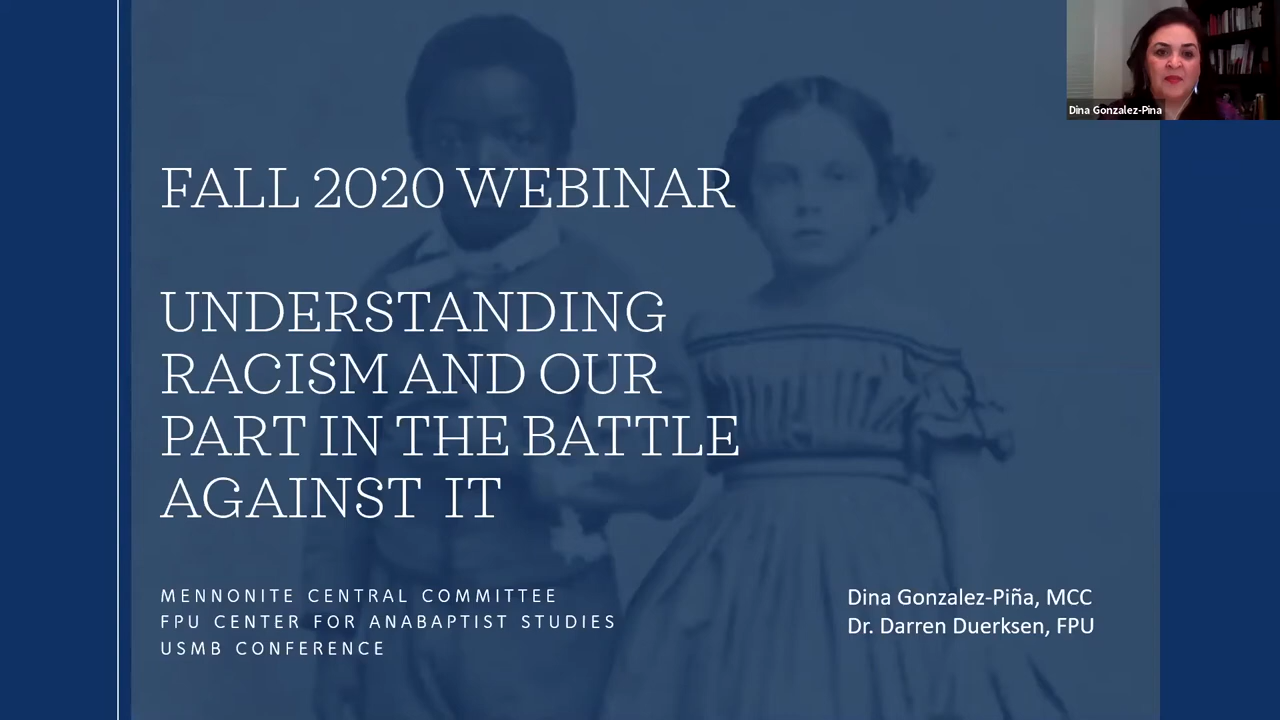 Dina Gonzalez-Pina
FALL 2020 WEBINAR
UNDERSTANDING
RACISM AND OUR
PART IN THE BATTLE
AGAINST IT
MENNONITE CENTRAL COMMITTEE
FPU CENTER FOR ANABAPTIST STUDIES
USMB CONFERENCE
Dina Gonzalez-Piña, MCC
Dr. Darren Duerksen, FPU